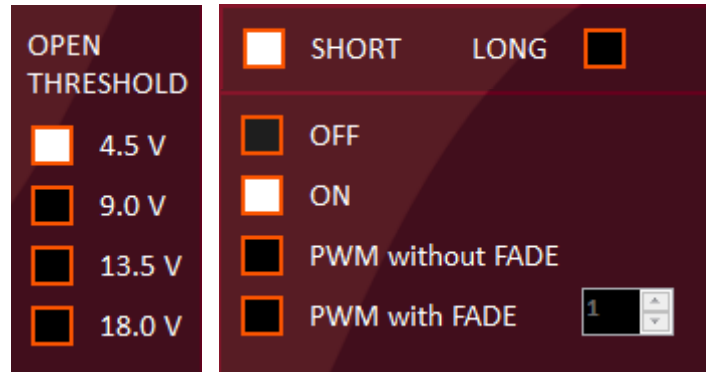 OPEN
THRESHOLD
4.5 V
9.0 V
13.5 V
18.0 V
SHORT LONG
OFF
ON
PWM without FADE
PWM with FADE 1